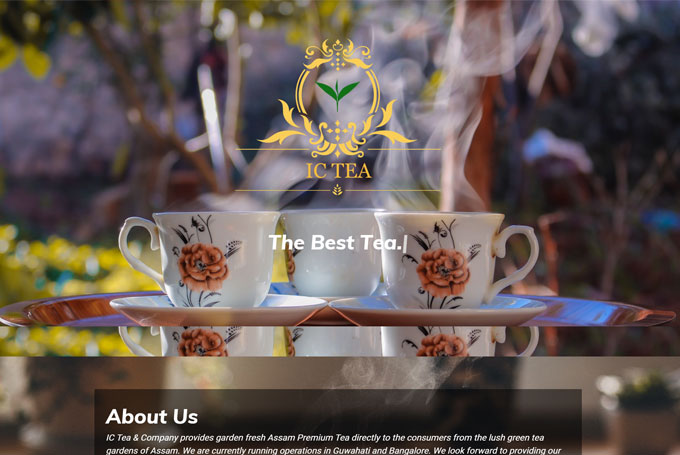 IC TEA
The Best Tea.|
About Us
IC Tea & Company provides garden fresh Assam Premium Tea directly to the consumers from the lush green tea
gardens of Assam. We are currently running operations in Guwahati and Bangalore. We look forward to providing our